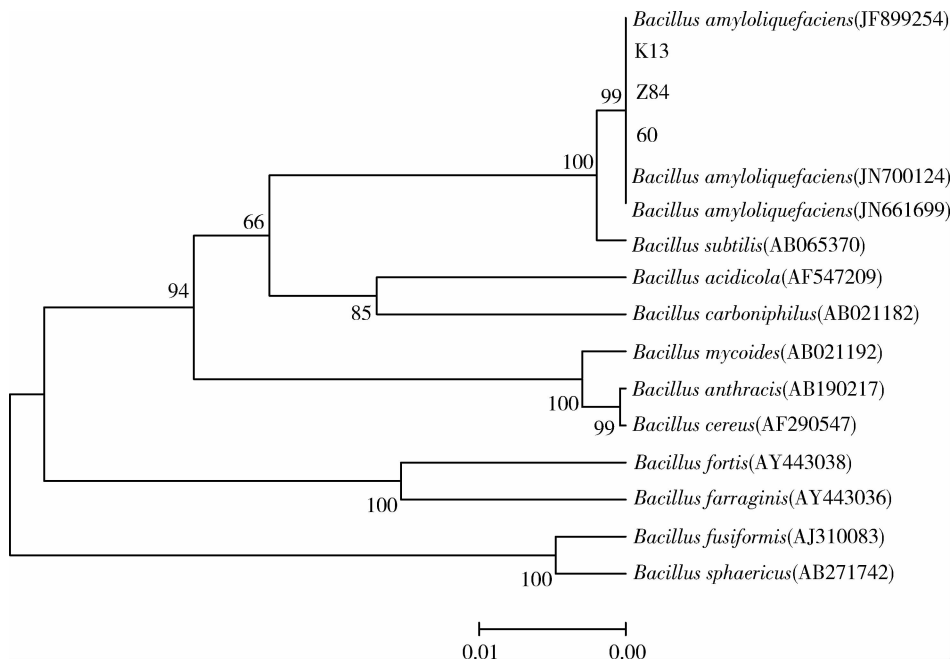 Bacillus amyloliquefaciens(JF899254)
K13
99
Z84
60
100
Bacillus amyloliquefaciens(JN700124)
Bacillus amyloliquefaciens(JN661699)
66
Bacillus subtilis(AB065370)
Bacillus acidicola(AF547209)
94
85
Bacillus carboniphilus(AB021182)
Bacillus mycoides(AB021192)
Bacillus anthracis(AB190217)
100
Bacillus cereus(AF290547)
99
Bacillus fortis(AY443038)
Bacillus farraginis(AY443036)
100
Bacillus fusiformis(AJ310083)
Bacillus sphaericus(AB271742)
100
0.01 0.00